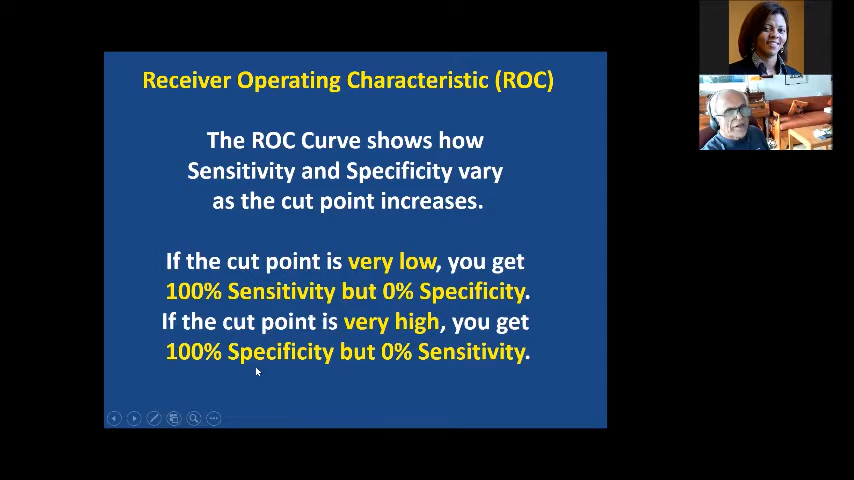 Receiver Operating Characteristic (ROC)
The ROC Curve shows how
Sensitivity and Specificity vary
as the cut point increases.
If the cut point is very low, you get
100% Sensitivity but 0% Specificity.
If the cut point is very high, you get
100% Specificity but 0% Sensitivity.